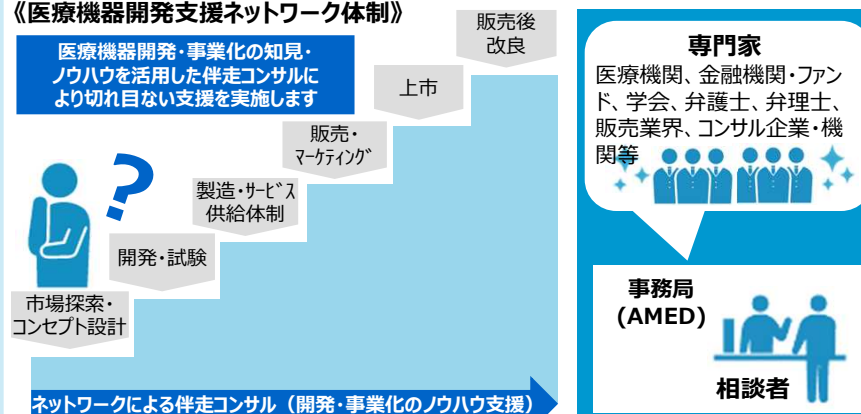 《医療機器開発支援ネットワーク体制》
医療機器開発・事業化の知見・
ノウハウを活用した伴走コンサルに
より切れ目ない支援を実施します
販売後
改良
上市
販売・
ﾏｰｹﾃｨﾝｸﾞ
製造・ｻｰﾋﾞｽ
供給体制
?
開発・試験
市場探索・
ｺﾝｾﾌﾟﾄ設計
ネットワークによる伴走コンサル（開発・事業化のノウハウ支援）
専門家
医療機関、金融機関・ファン
ド、学会、弁護士、弁理士、
販売業界、コンサル企業・機
関等
事務局
(AMED)
相談者